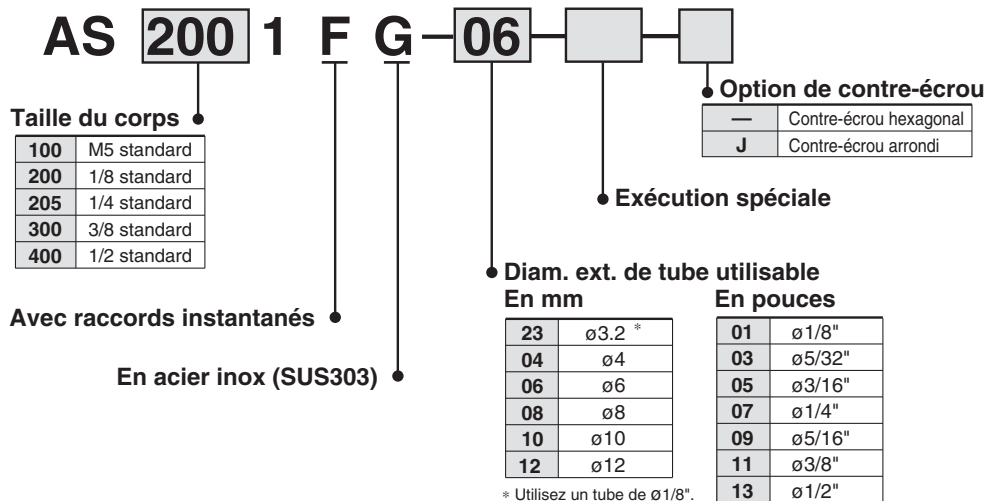 AS 200 1 F G-06-
Option de contre-écrou
— Contre-écrou hexagonal
J Contre-écrou arrondi
Taille du corps
100 M5 standard
200 1/8 standard
205 1/4 standard
300 3/8 standard
400 1/2 standard
Exécution spéciale
Diam. ext. de tube utilisable
En mm
23 ø3.2 *
04 ø4
06 ø6
08 ø8
10 ø10
12 ø12
* Utilisez un tube de Ø1/8".
En pouces
01 ø1/8"
03 ø5/32"
05 ø3/16"
07 ø1/4"
09 ø5/16"
11 ø3/8"
13 ø1/2"
Avec raccords instantanés
En acier inox (SUS303)